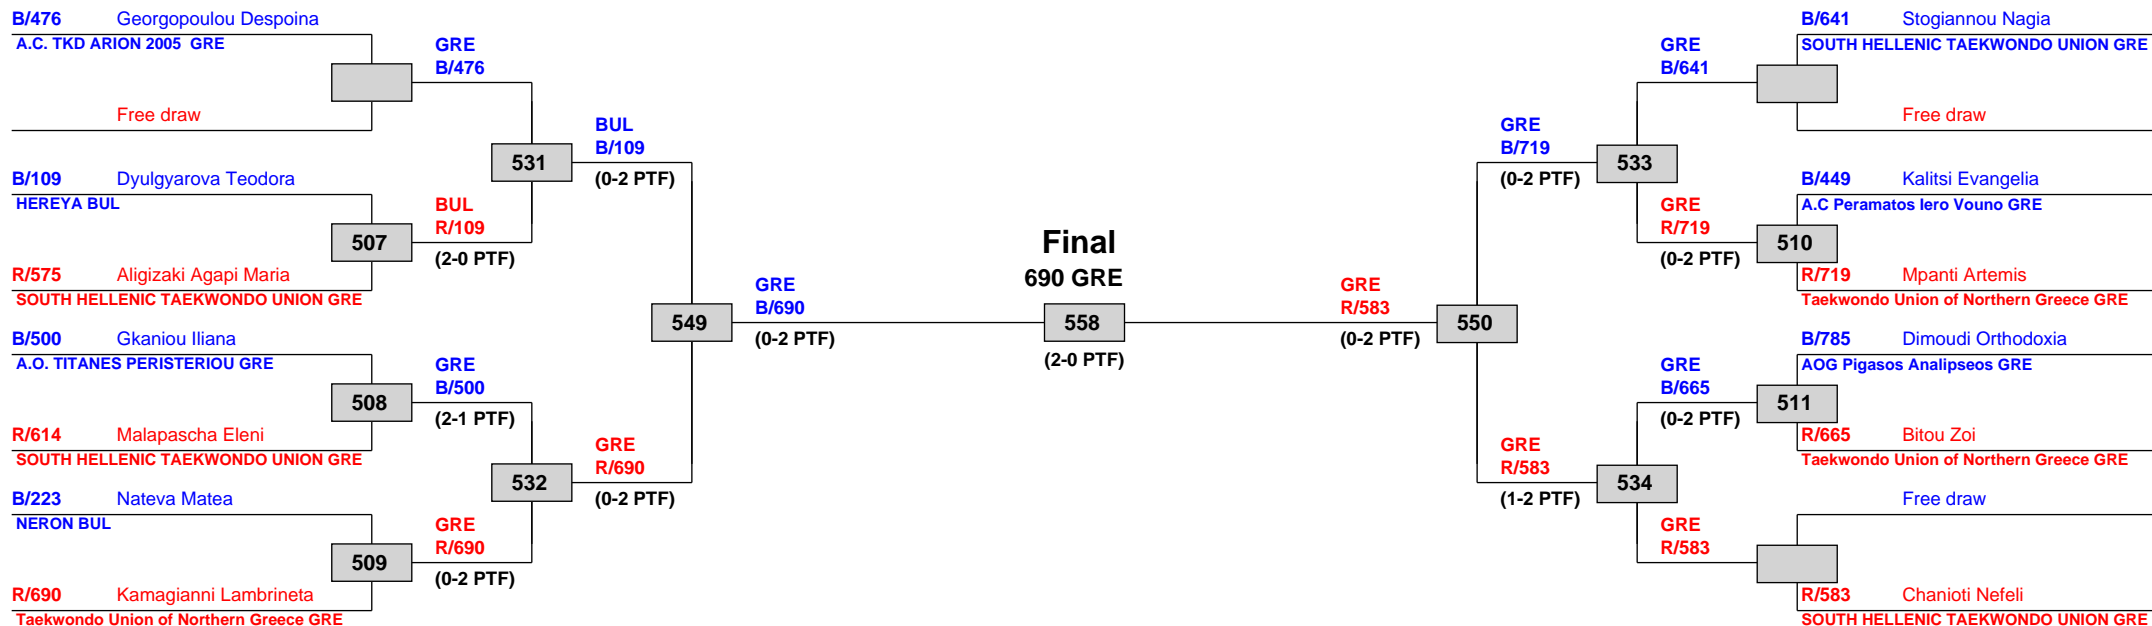 B/476 Georgopoulou Despoina
A.C. TKD ARION 2005 GRE
Free draw
B/109 Dyulgyarova Teodora
HEREYA BUL
R/575 Aligizaki Agapi Maria
SOUTH HELLENIC TAEKWONDO UNION GRE
B/500 Gkaniou Iliana
A.O. TITANES PERISTERIOU GRE
R/614 Malapascha Eleni
SOUTH HELLENIC TAEKWONDO UNION GRE
B/223 Nateva Matea
NERON BUL
R/690 Kamagianni Lambrineta
Taekwondo Union of Northern Greece GRE
507
508
509
GRE
B/476
BUL
R/109
(2-0 PTF)
GRE
B/500
(2-1 PTF)
GRE
R/690
(0-2 PTF)
531
532
BUL
B/109
(0-2 PTF)
GRE
R/690
(0-2 PTF)
549
GRE
B/690
(0-2 PTF)
Final
690 GRE
558
(2-0 PTF)
GRE
R/583
(0-2 PTF)
550
GRE
B/719
(0-2 PTF)
GRE
R/583
(1-2 PTF)
533
534
GRE
B/641
GRE
R/719
(0-2 PTF)
GRE
B/665
(0-2 PTF)
GRE
R/583
510
511
B/641 Stogiannou Nagia
SOUTH HELLENIC TAEKWONDO UNION GRE
Free draw
B/449 Kalitsi Evangelia
A.C Peramatos Iero Vouno GRE
R/719 Mpanti Artemis
Taekwondo Union of Northern Greece GRE
B/785 Dimoudi Orthodoxia
AOG Pigasos Analipseos GRE
R/665 Bitou Zoi
Taekwondo Union of Northern Greece GRE
Free draw
R/583 Chanioti Nefeli
SOUTH HELLENIC TAEKWONDO UNION GRE